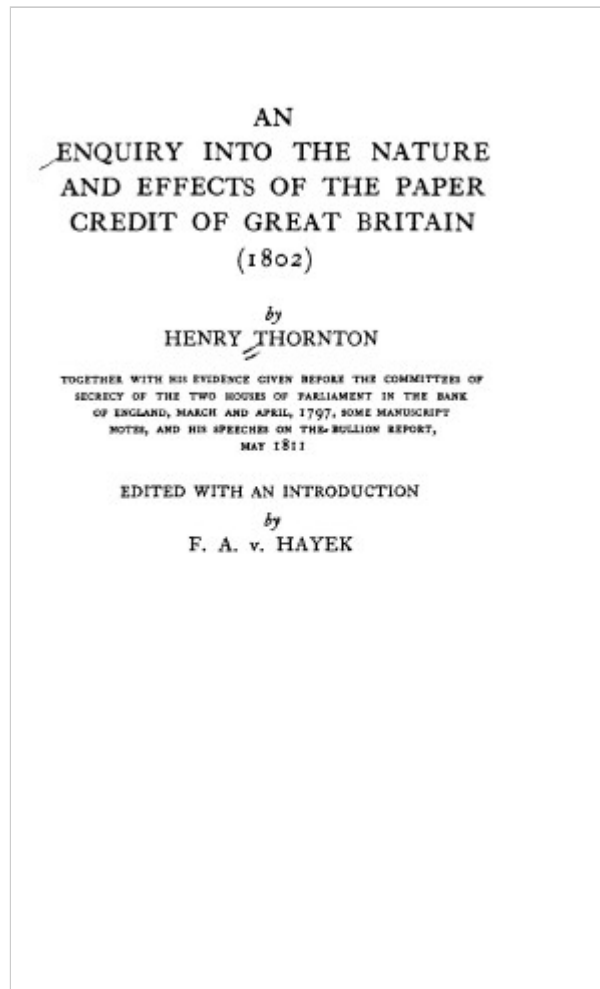 AN
ENQUIRY INTO THE NATURE
AND EFFECTS OF THE PAPER
CREDIT OF GREAT BRITAIN
(1802)
by
HENRY THORNTON
TOGETHER WITH HIS EVIDENCE GIVEN BEFORE THE COMMITTEES OF
SECRECY OF THE TWO HOUSES OF PARLIAMENT IN THE BANK
OF ENGLAND, MARCH AND APRIL, 1797, SOME MANUSCRIPT
NOTES, AND HIS SPEECHES ON THE BULLION REPORT,
MAY 1811
EDITED WITH AN INTRODUCTION
by
F. A. v. HAYEK